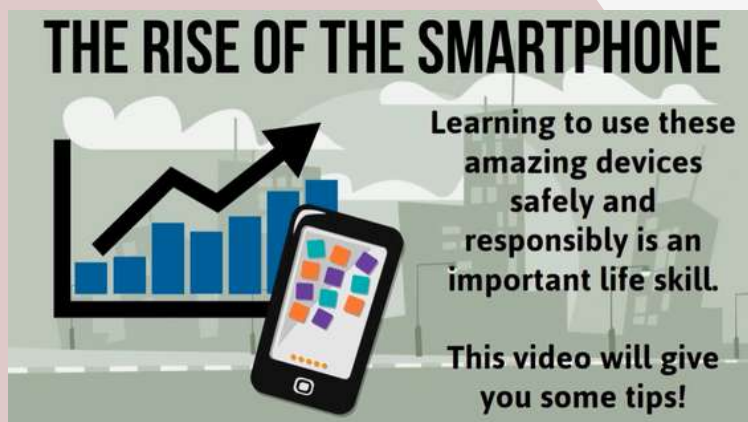 THE RISE OF THE SMARTPHONE
Learning to use these
amazing devices
safely and
responsibly is an
important life skill.
This video will give
you some tips!